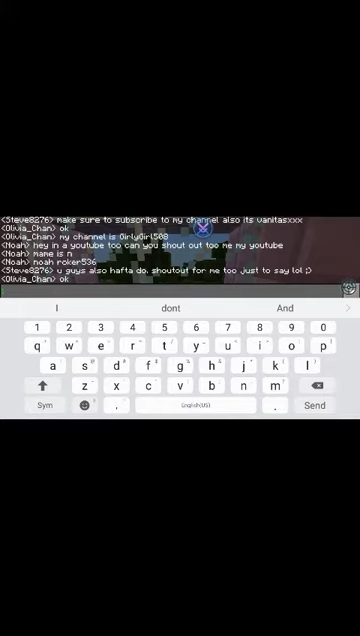 <Steve8276> make sure to subscribe to my channel also its vanitasxxx
<Olivia_Chan> ok
<Olivia_Chan> my channel is GirlyGirl508
<Noah> hey in a youtube too can you shout out too me my youtube
<Noah> mame is n
<Noah> noah roker536
<Steve8276> u guys also hafta do. shoutout for me too just to say lol ;)
<Olivia_Chan> ok
I dont And
1 2 3 4 5 6 7 8 9 0
q w e r t y u i o p
a s d f g h j k l
z x c v b n m
Sym , English(US) . Send